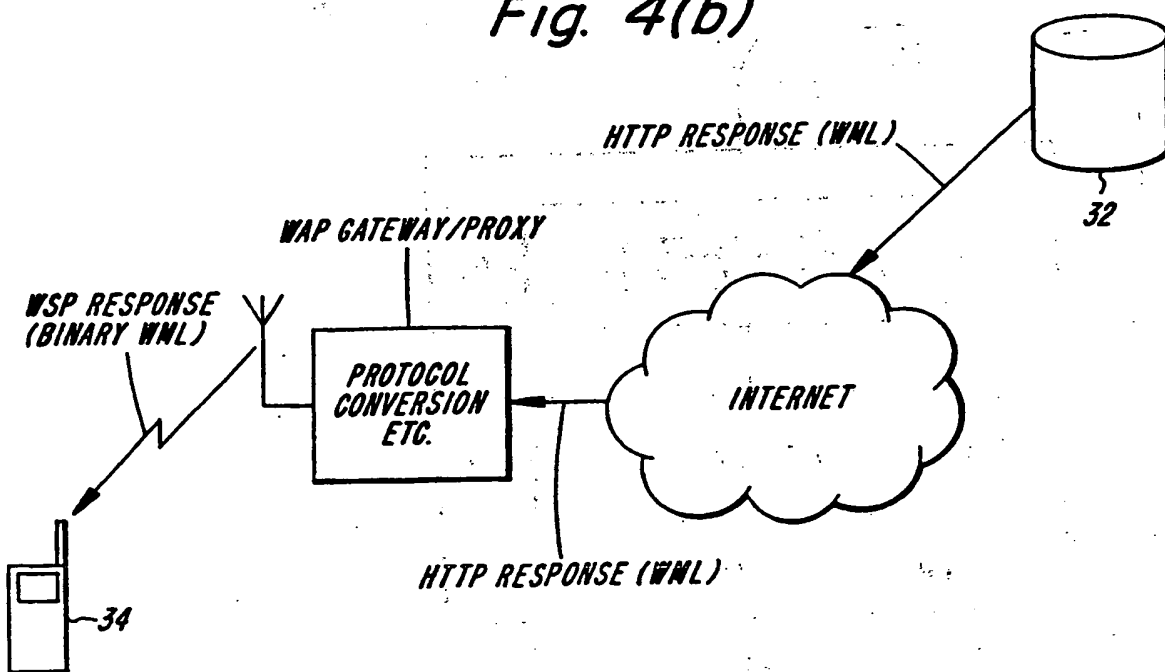 Fig. 4(b)
HTTP RESPONSE (WML)
32
WAP GATEWAY/PROXY
WSP RESPONSE
(BINARY WML)
PROTOCOL
CONVERSION
ETC.
INTERNET
HTTP RESPONSE (WML)
34